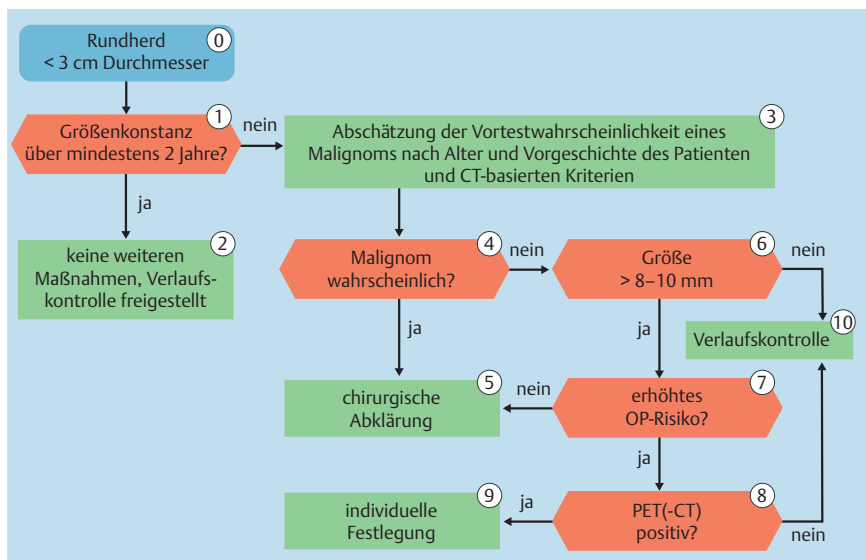 Rundherd
< 3 cm Durchmesser
0
Größenkonstanz
über mindestens 2 Jahre?
1
nein
ja
keine weiteren
Maßnahmen, Verlaufs-
kontrolle freigestellt
2
Abschätzung der Vortestwahrscheinlichkeit eines
Malignoms nach Alter und Vorgeschichte des Patienten
und CT-basierten Kriterien
3
Malignom
wahrscheinlich?
4
nein
ja
chirurgische
Abklärung
5
Größe
> 8–10 mm
6
nein
ja
Verlaufskontrolle
10
erhöhtes
OP-Risiko?
7
nein
ja
PET(-CT)
positiv?
8
ja
nein
individuelle
Festlegung
9